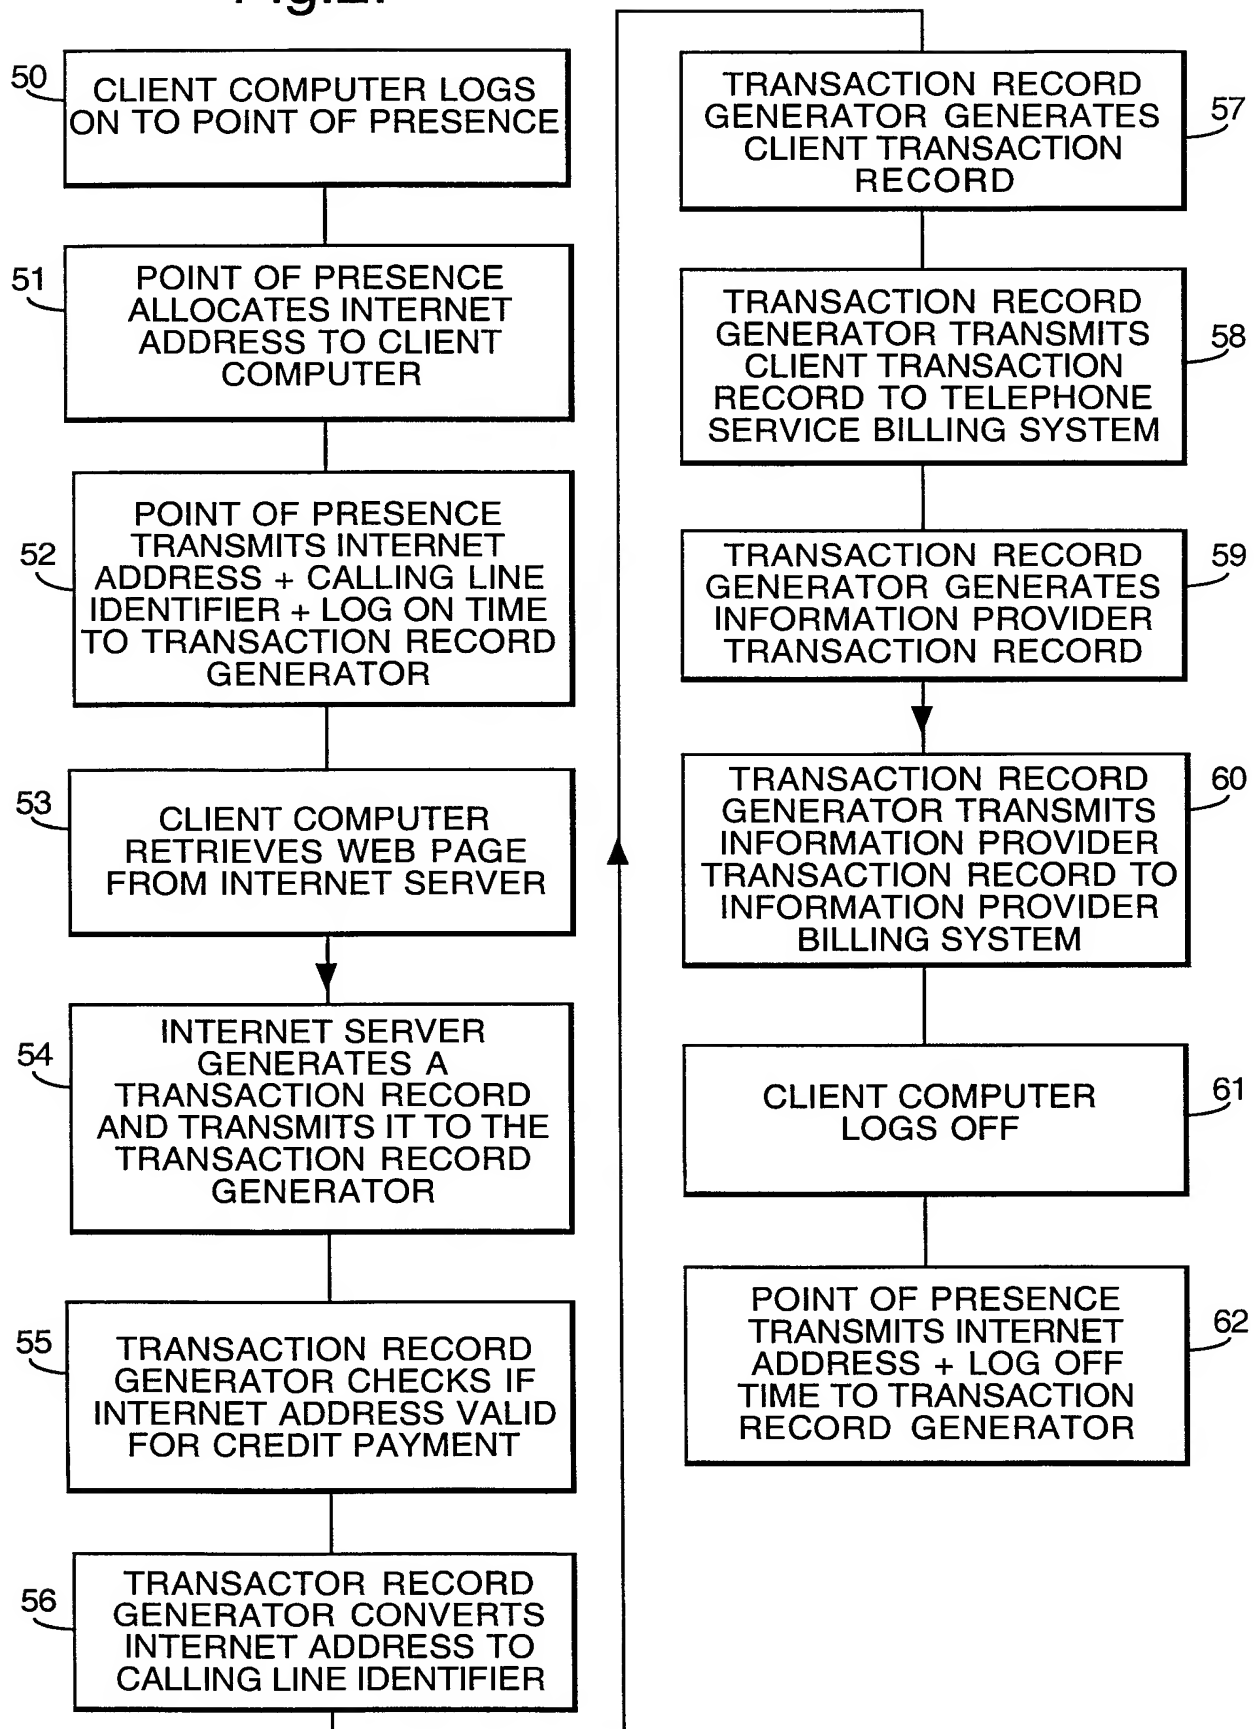 Fig.2.
50
CLIENT COMPUTER LOGS
ON TO POINT OF PRESENCE
51
POINT OF PRESENCE
ALLOCATES INTERNET
ADDRESS TO CLIENT
COMPUTER
52
POINT OF PRESENCE
TRANSMITS INTERNET
ADDRESS + CALLING LINE
IDENTIFIER + LOG ON TIME
TO TRANSACTION RECORD
GENERATOR
53
CLIENT COMPUTER
RETRIEVES WEB PAGE
FROM INTERNET SERVER
54
INTERNET SERVER
GENERATES A
TRANSACTION RECORD
AND TRANSMITS IT TO THE
TRANSACTION RECORD
GENERATOR
55
TRANSACTION RECORD
GENERATOR CHECKS IF
INTERNET ADDRESS VALID
FOR CREDIT PAYMENT
56
TRANSACTOR RECORD
GENERATOR CONVERTS
INTERNET ADDRESS TO
CALLING LINE IDENTIFIER
57
TRANSACTION RECORD
GENERATOR GENERATES
CLIENT TRANSACTION
RECORD
58
TRANSACTION RECORD
GENERATOR TRANSMITS
CLIENT TRANSACTION
RECORD TO TELEPHONE
SERVICE BILLING SYSTEM
59
TRANSACTION RECORD
GENERATOR GENERATES
INFORMATION PROVIDER
TRANSACTION RECORD
60
TRANSACTION RECORD
GENERATOR TRANSMITS
INFORMATION PROVIDER
TRANSACTION RECORD TO
INFORMATION PROVIDER
BILLING SYSTEM
61
CLIENT COMPUTER
LOGS OFF
62
POINT OF PRESENCE
TRANSMITS INTERNET
ADDRESS + LOG OFF
TIME TO TRANSACTION
RECORD GENERATOR